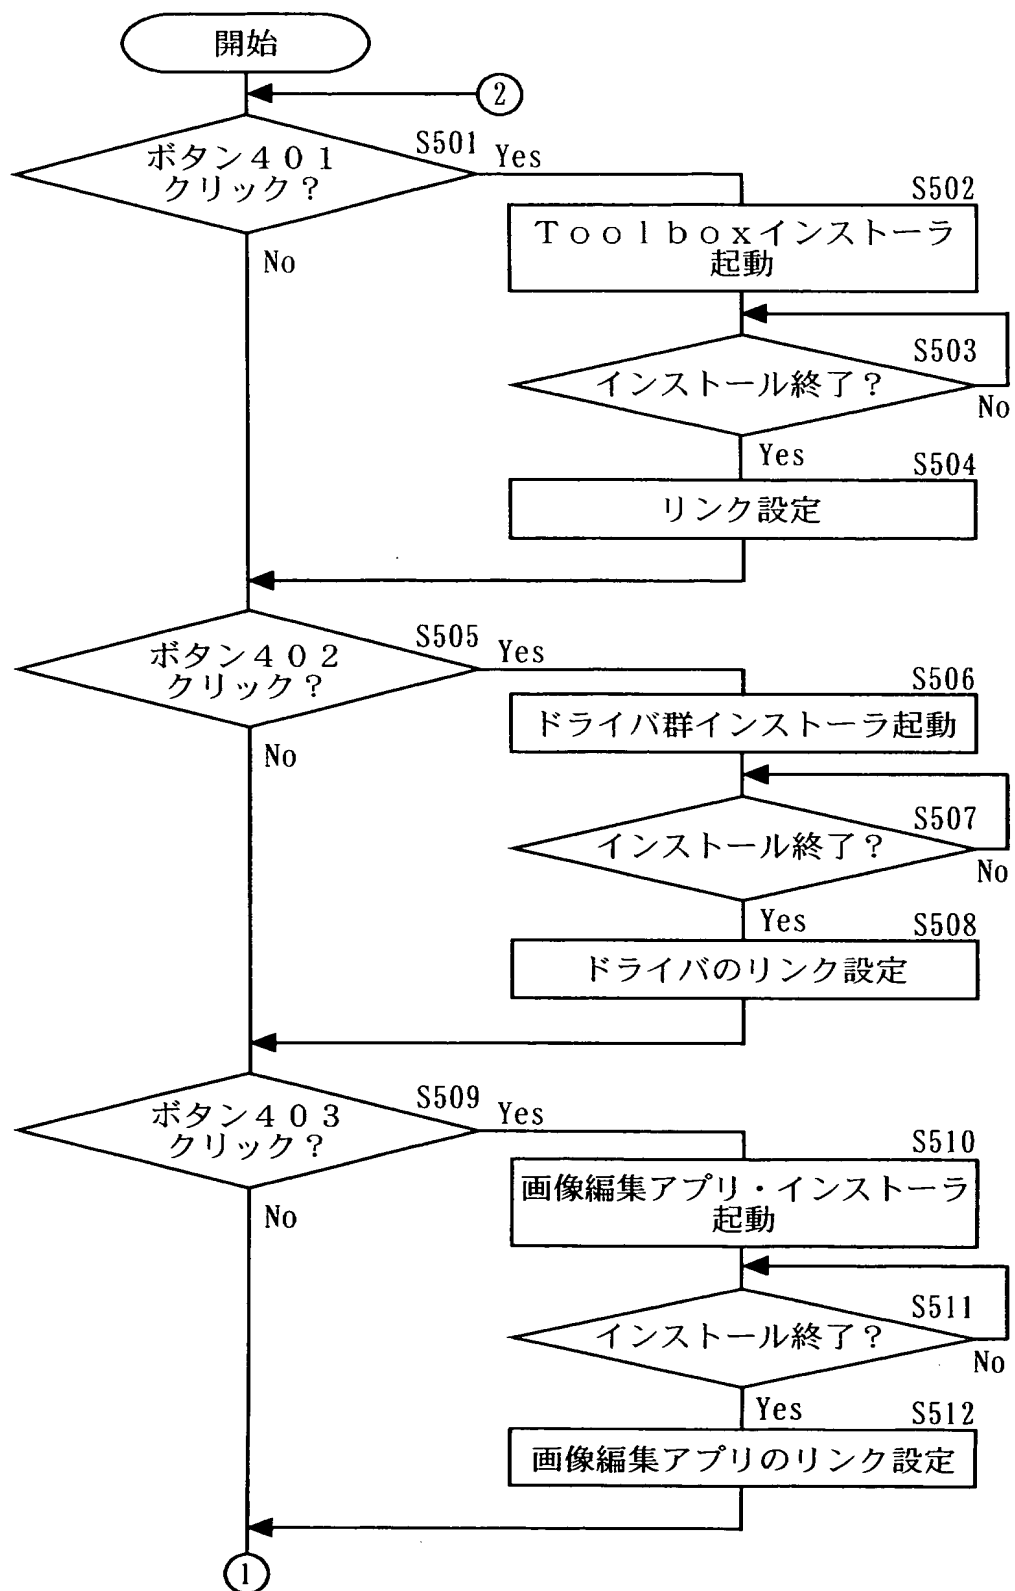 開始
②
S501
ボタン４０１
クリック？
Yes
No
S502
Ｔｏｏｌｂｏｘインストーラ
起動
S503
インストール終了？
No
Yes
S504
リンク設定
S505
ボタン４０２
クリック？
Yes
No
S506
ドライバ群インストーラ起動
S507
インストール終了？
No
Yes
S508
ドライバのリンク設定
S509
ボタン４０３
クリック？
Yes
No
S510
画像編集アプリ・インストーラ
起動
S511
インストール終了？
No
Yes
S512
画像編集アプリのリンク設定
①